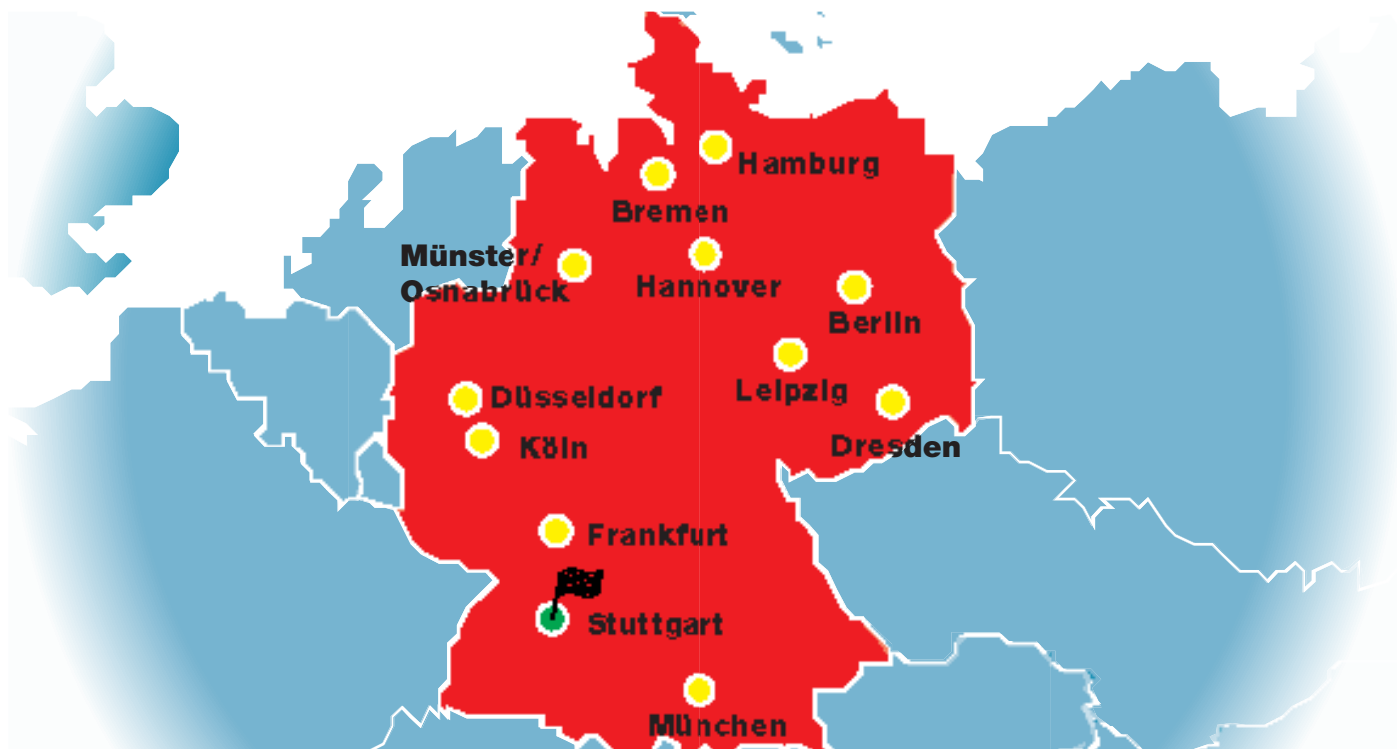 Hamburg
Bremen
Münster/
Osnabrück
Hannover
Berlin
Leipzig
Düsseldorf
Dresden
Köln
Frankfurt
Stuttgart
München